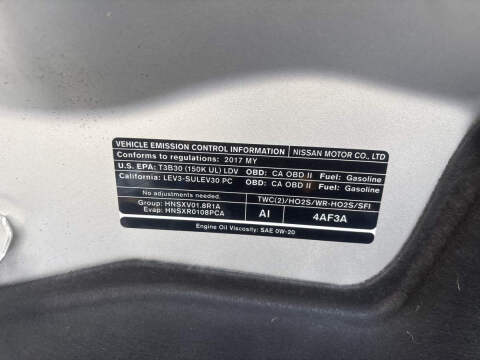 VEHICLE EMISSION CONTROL INFORMATION NISSAN MOTOR CO., LTD
Conforms to regulations: 2017 MY
U.S. EPA: T3B30 (150K UL) LDV OBD: CA OBD II Fuel: Gasoline
California: LEV3-SULEV30 PC OBD: CA OBD II Fuel: Gasoline
No adjustments needed. TWC(2)/HO2S/WR-HO2S/SFI
Group: HNSXV01.8R1A
Evap: HNSXR0108PCA
AI 4AF3A
Engine Oil Viscosity: SAE 0W-20